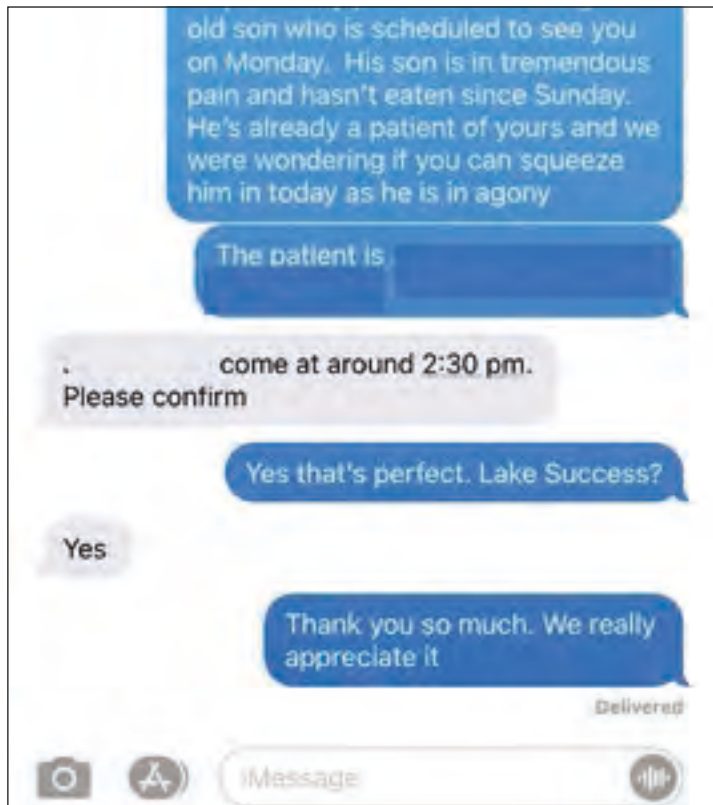 old son who is scheduled to see you
on Monday. His son is in tremendous
pain and hasn't eaten since Sunday.
He's already a patient of yours and we
were wondering if you can squeeze
him in today as he is in agony
The patient is
. come at around 2:30 pm.
Please confirm
Yes that's perfect. Lake Success?
Yes
Thank you so much. We really
appreciate it
Delivered
iMessage